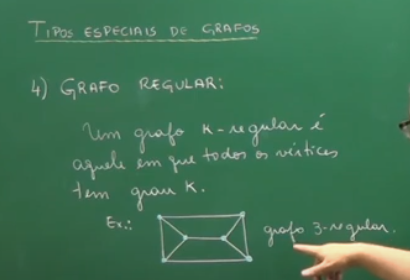 TIPOS ESPECIAIS DE GRAFOS
4) GRAFO REGULAR:
Um grafo K-regular é
aquele em que todos os vértices
tem grau K.
Ex.:
grafo 3-regular.